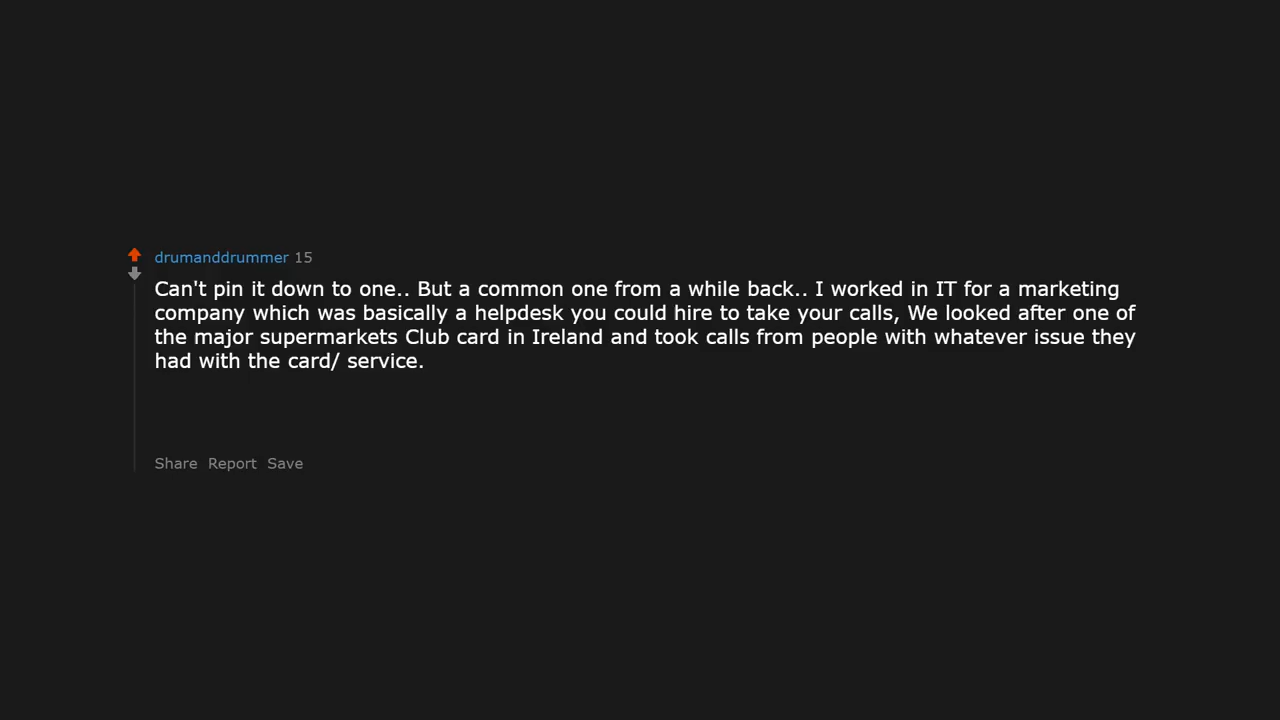 drumanddrummer 15
Can't pin it down to one.. But a common one from a while back.. I worked in IT for a marketing
company which was basically a helpdesk you could hire to take your calls, We looked after one of
the major supermarkets Club card in Ireland and took calls from people with whatever issue they
had with the card/ service.
Share Report Save